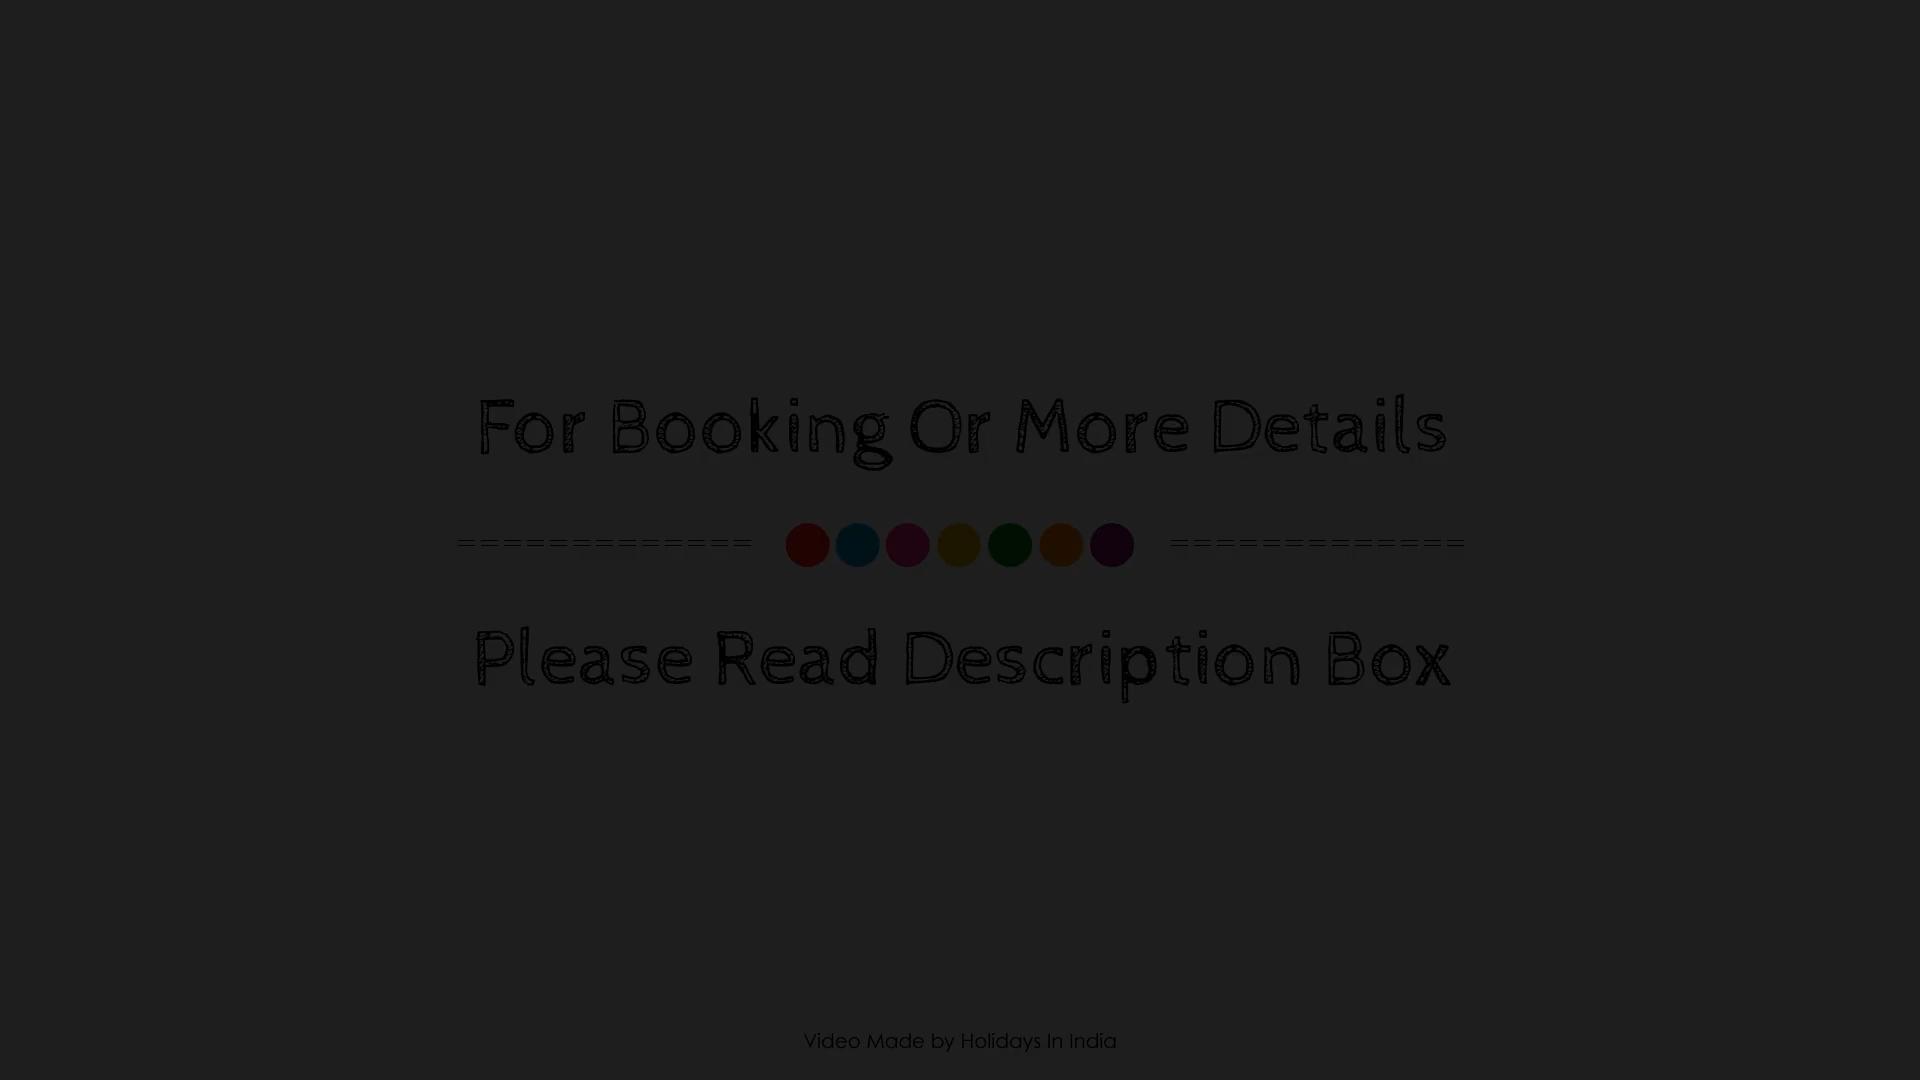 For Booking Or More Details
============= =============
Please Read Description Box
Video Made by Holidays In India